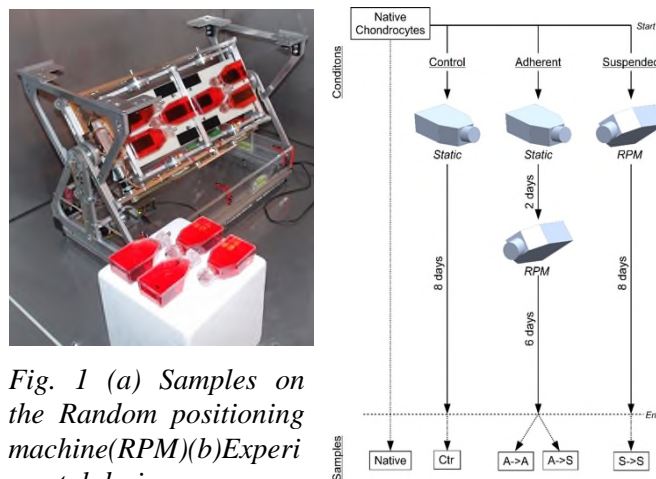 Native
Chondrocytes
Start
Conditons
Control
Adherent
Suspended
Static
Static
RPM
2 days
RPM
8 days
6 days
8 days
Samples
Native
Ctr
A->A
A->S
S->S
Fig. 1 (a) Samples on
the Random positioning
machine(RPM)(b)Experi